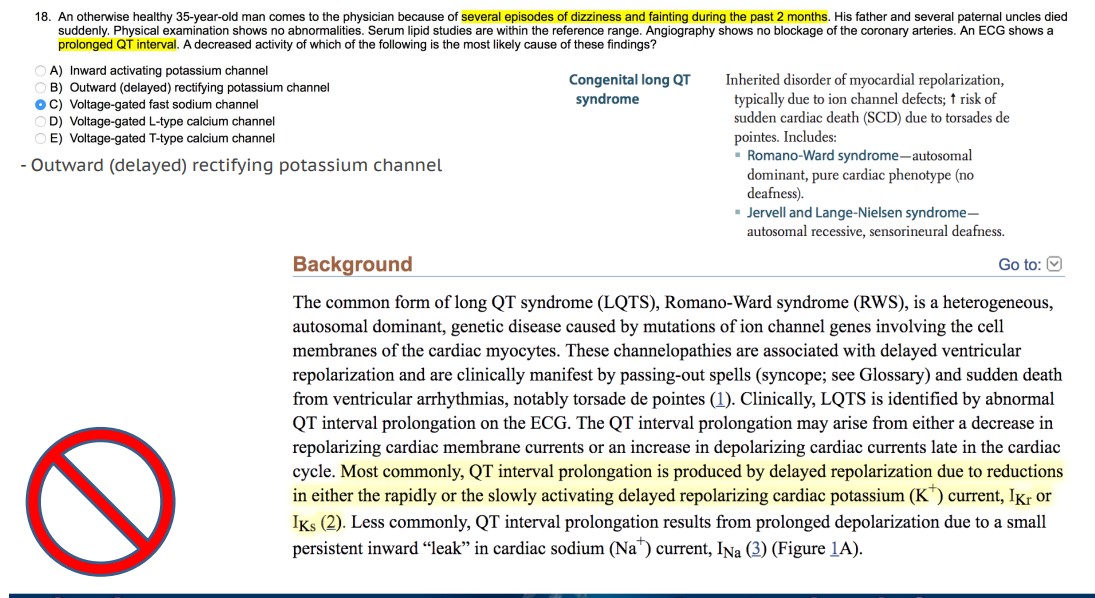 18. An otherwise healthy 35-year-old man comes to the physician because of several episodes of dizziness and fainting during the past 2 months. His father and several paternal uncles died
suddenly. Physical examination shows no abnormalities. Serum lipid studies are within the reference range. Angiography shows no blockage of the coronary arteries. An ECG shows a
prolonged QT interval. A decreased activity of which of the following is the most likely cause of these findings?
A) Inward activating potassium channel
B) Outward (delayed) rectifying potassium channel
C) Voltage-gated fast sodium channel
D) Voltage-gated L-type calcium channel
E) Voltage-gated T-type calcium channel
- Outward (delayed) rectifying potassium channel
Congenital long QT
syndrome
Inherited disorder of myocardial repolarization,
typically due to ion channel defects; ↑ risk of
sudden cardiac death (SCD) due to torsades de
pointes. Includes:
▪ Romano-Ward syndrome—autosomal
dominant, pure cardiac phenotype (no
deafness).
▪ Jervell and Lange-Nielsen syndrome—
autosomal recessive, sensorineural deafness.
Background
Go to:
The common form of long QT syndrome (LQTS), Romano-Ward syndrome (RWS), is a heterogeneous,
autosomal dominant, genetic disease caused by mutations of ion channel genes involving the cell
membranes of the cardiac myocytes. These channelopathies are associated with delayed ventricular
repolarization and are clinically manifest by passing-out spells (syncope; see Glossary) and sudden death
from ventricular arrhythmias, notably torsade de pointes (1). Clinically, LQTS is identified by abnormal
QT interval prolongation on the ECG. The QT interval prolongation may arise from either a decrease in
repolarizing cardiac membrane currents or an increase in depolarizing cardiac currents late in the cardiac
cycle. Most commonly, QT interval prolongation is produced by delayed repolarization due to reductions
in either the rapidly or the slowly activating delayed repolarizing cardiac potassium (K+) current, IKr or
IKs (2). Less commonly, QT interval prolongation results from prolonged depolarization due to a small
persistent inward “leak” in cardiac sodium (Na+) current, INa (3) (Figure 1A).